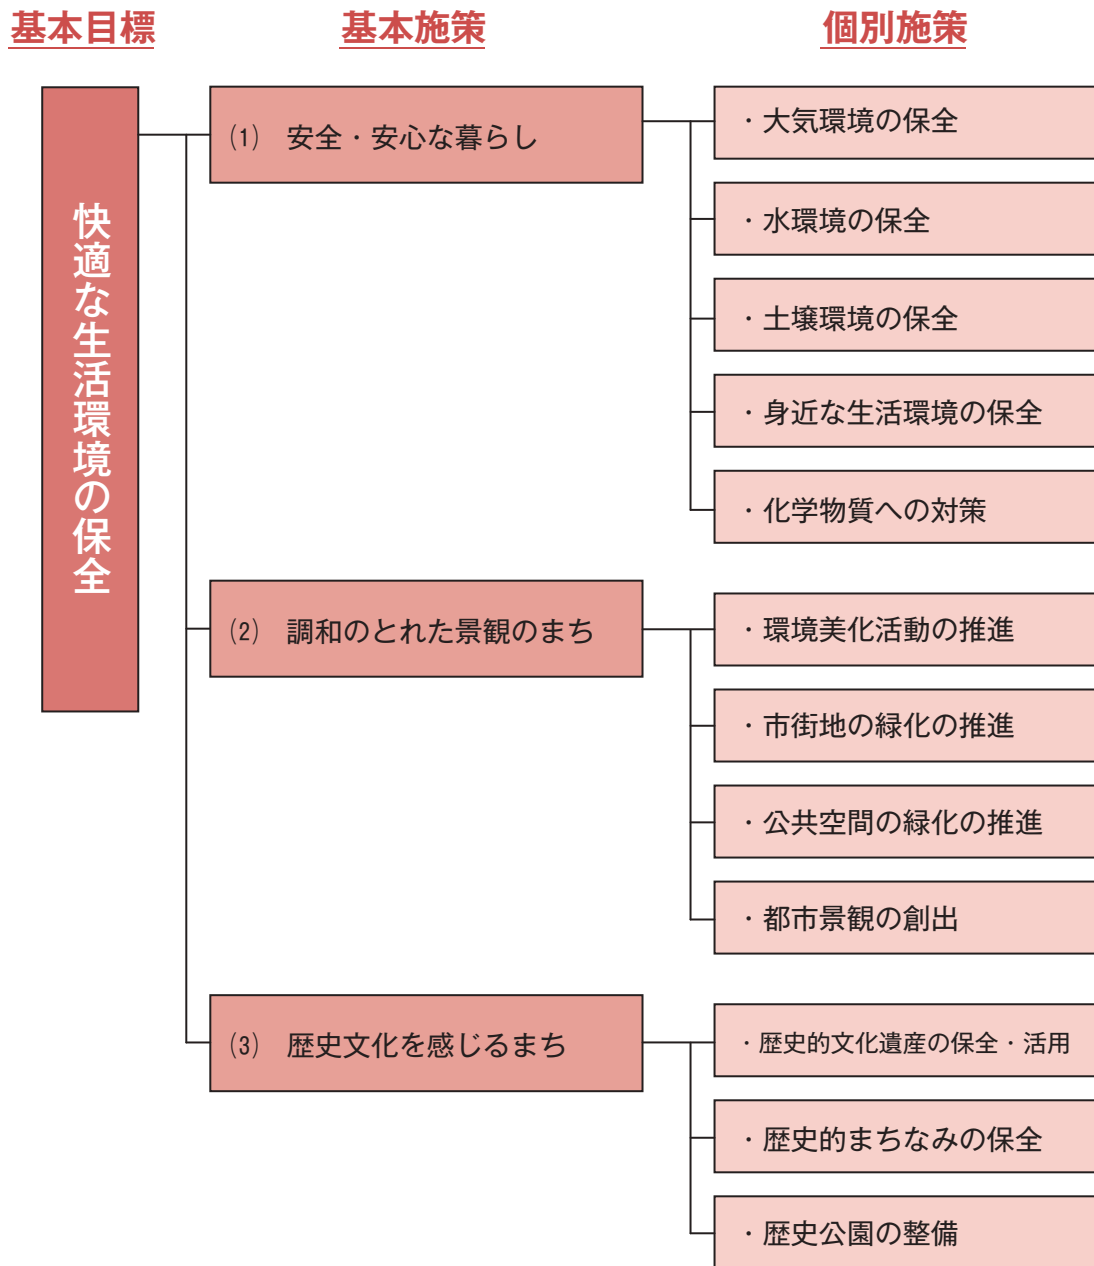 基本目標
基本施策
個別施策
快適な生活環境の保全
(1) 安全・安心な暮らし
・大気環境の保全
・水環境の保全
・土壌環境の保全
・身近な生活環境の保全
・化学物質への対策
(2) 調和のとれた景観のまち
・環境美化活動の推進
・市街地の緑化の推進
・公共空間の緑化の推進
・都市景観の創出
(3) 歴史文化を感じるまち
・歴史的文化遺産の保全・活用
・歴史的まちなみの保全
・歴史公園の整備